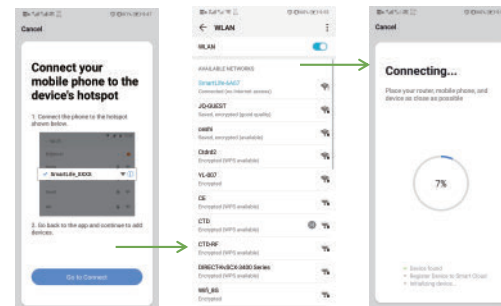 Cancel
Connect your
mobile phone to the
device's hotspot
1. Connect the phone to the hotspot
shown below.
SmartLife_XXXX
2. Go back to the app and continue to add
devices.
Go to Connect
WLAN
WLAN
AVAILABLE NETWORKS
Connected (no internet access)
JQ-GUEST
Saved, encrypted (good quality)
Saved, encrypted (available)
Encrypted (WPS available)
YL-007
Encrypted
CE
Encrypted (WPS available)
CTD
Encrypted (WPS available)
CTD-RF
Encrypted (WPS available)
Encrypted (WPS available)
Encrypted
Cancel
Connecting...
Place your router, mobile phone, and
device as close as possible
7%
Device found
Register Device to Smart Cloud
Initializing device...